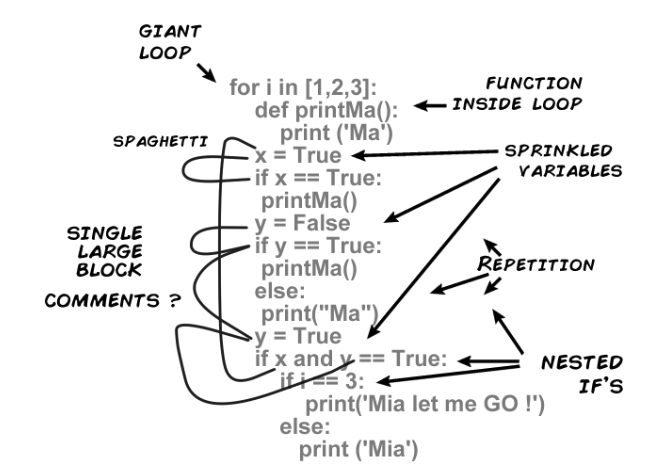 GIANT
LOOP
for i in [1,2,3]:
def printMa():
print ('Ma')
x = True
if x == True:
printMa()
y = False
if y == True:
printMa()
else:
print("Ma")
y = True
if x and y == True:
if i == 3:
print('Mia let me GO !')
else:
print ('Mia')
FUNCTION
INSIDE LOOP
SPAGHETTI
SPRINKLED
VARIABLES
SINGLE
LARGE
BLOCK
COMMENTS ?
REPETITION
NESTED
IF'S